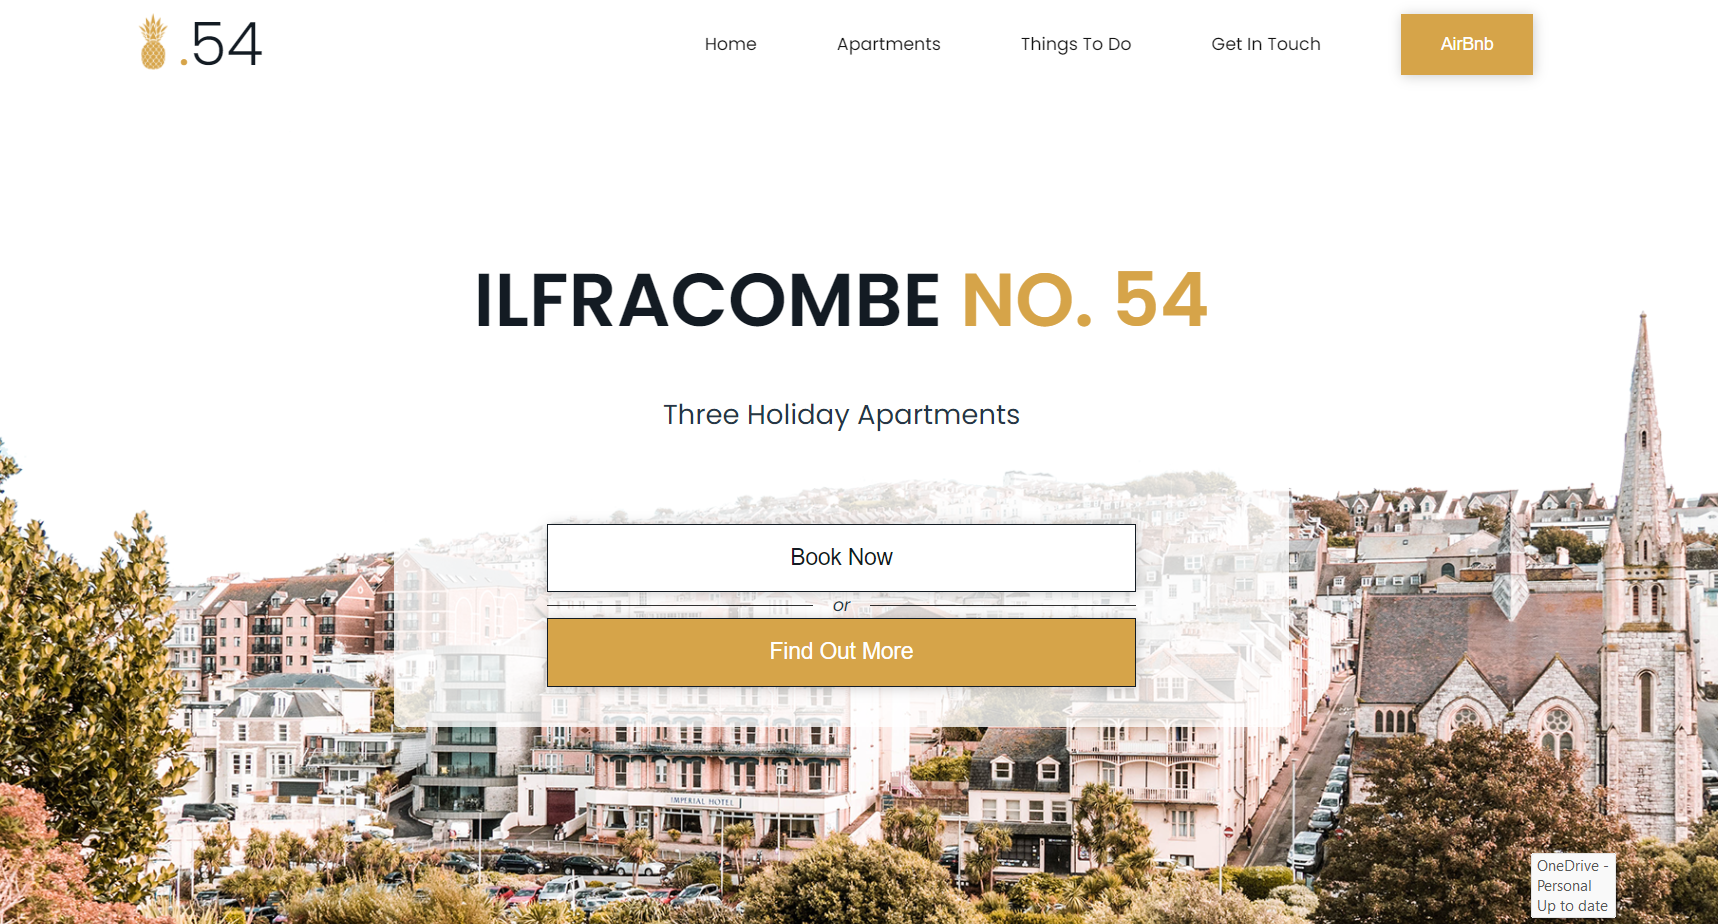 .54
Home
Apartments
Things To Do
Get In Touch
AirBnb
ILFRACOMBE NO. 54
Three Holiday Apartments
Book Now
or
Find Out More
IMPERIAL HOTEL
OneDrive -
Personal
Up to date